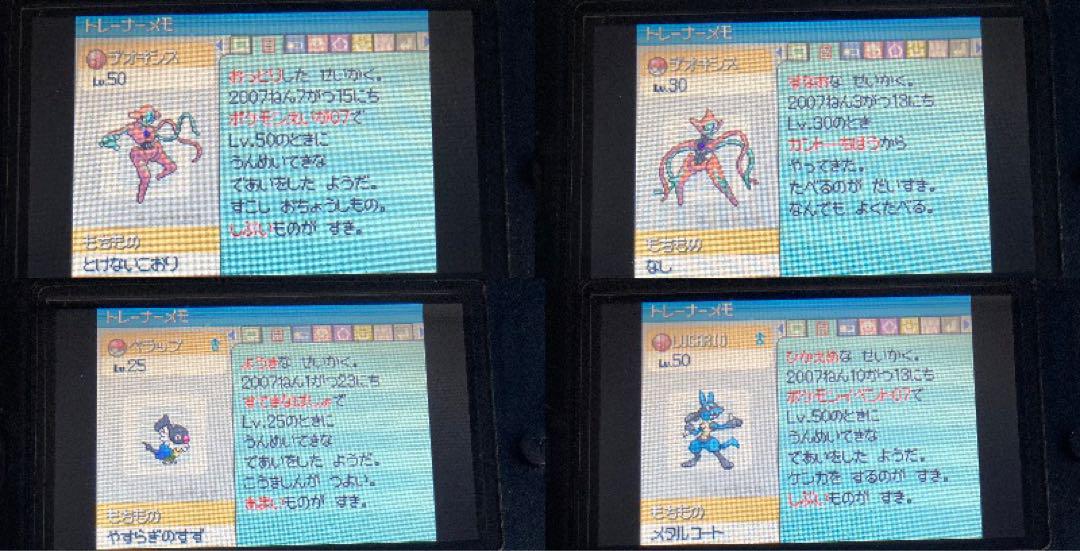 トレーナーメモ
デオキシス
Lv.50
おっとりした せいかく。
2007ねん7がつ15にち
ポケモンえいが07で
Lv.50のときに
うんめいてきな
であいをした ようだ。
すこし おちょうしもの。
しぶいものが すき。
もちもの
とけないこおり
トレーナーメモ
デオキシス
Lv.30
すなおな せいかく。
2007ねん3がつ13にち
Lv.30のとき
カントーちほうから
やってきた。
たべるのが だいすき。
なんでも よくたべる。
もちもの
なし
トレーナーメモ
ペラップ
Lv.25
ようきな せいかく。
2007ねん1がつ23にち
すてきなばしょで
Lv.25のときに
うんめいてきな
であいをした ようだ。
こうきしんが つよい。
あまいものが すき。
もちもの
やすらぎのすず
トレーナーメモ
LUCARIO
Lv.50
ひかえめな せいかく。
2007ねん10がつ13にち
ポケモンイベント07で
Lv.50のときに
うんめいてきな
であいをした ようだ。
ケンカを するのが すき。
しぶいものが すき。
もちもの
メタルコート